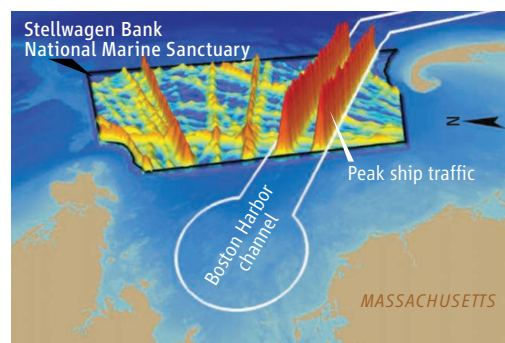 Stellwagen Bank
National Marine Sanctuary
N
Peak ship traffic
Boston Harbor
channel
MASSACHUSETTS